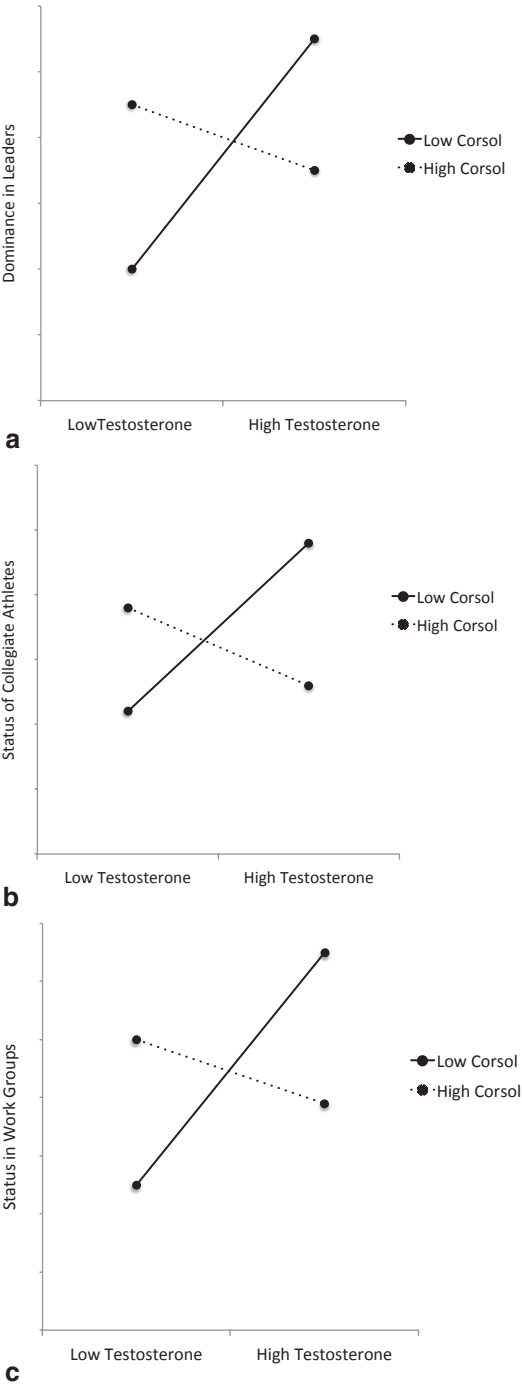 Dominance in Leaders
Low Corsol
High Corsol
LowTestosterone High Testosterone
a
Status of Collegiate Athletes
Low Corsol
High Corsol
Low Testosterone High Testosterone
b
Status in Work Groups
Low Corsol
High Corsol
Low Testosterone High Testosterone
c